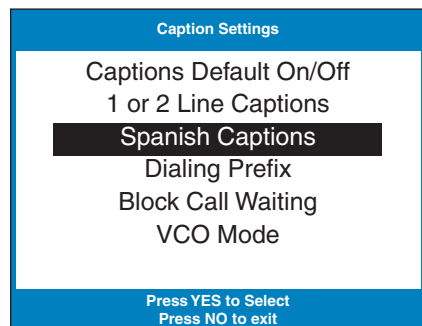 Caption Settings
Captions Default On/Off
1 or 2 Line Captions
Spanish Captions
Dialing Prefix
Block Call Waiting
VCO Mode
Press YES to Select
Press NO to exit